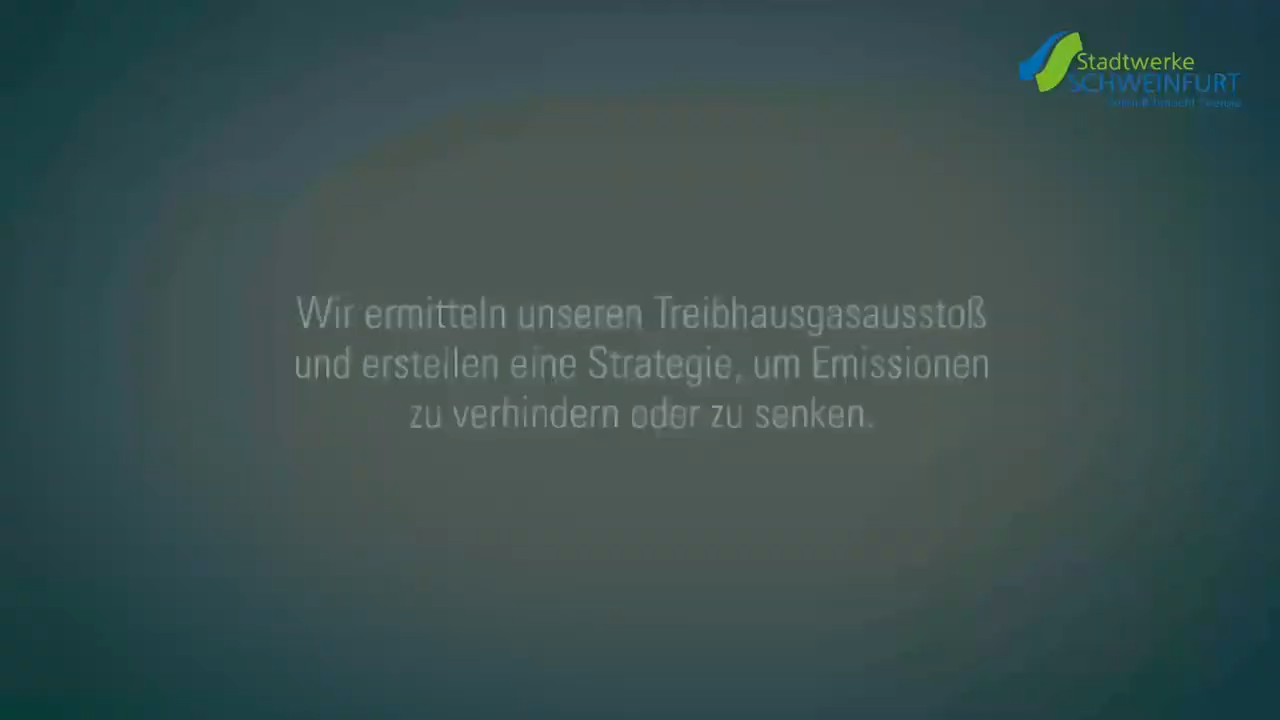 Stadtwerke
SCHWEINFURT
Wir ermitteln unseren Treibhausgasausstoß
und erstellen eine Strategie, um Emissionen
zu verhindern oder zu senken.